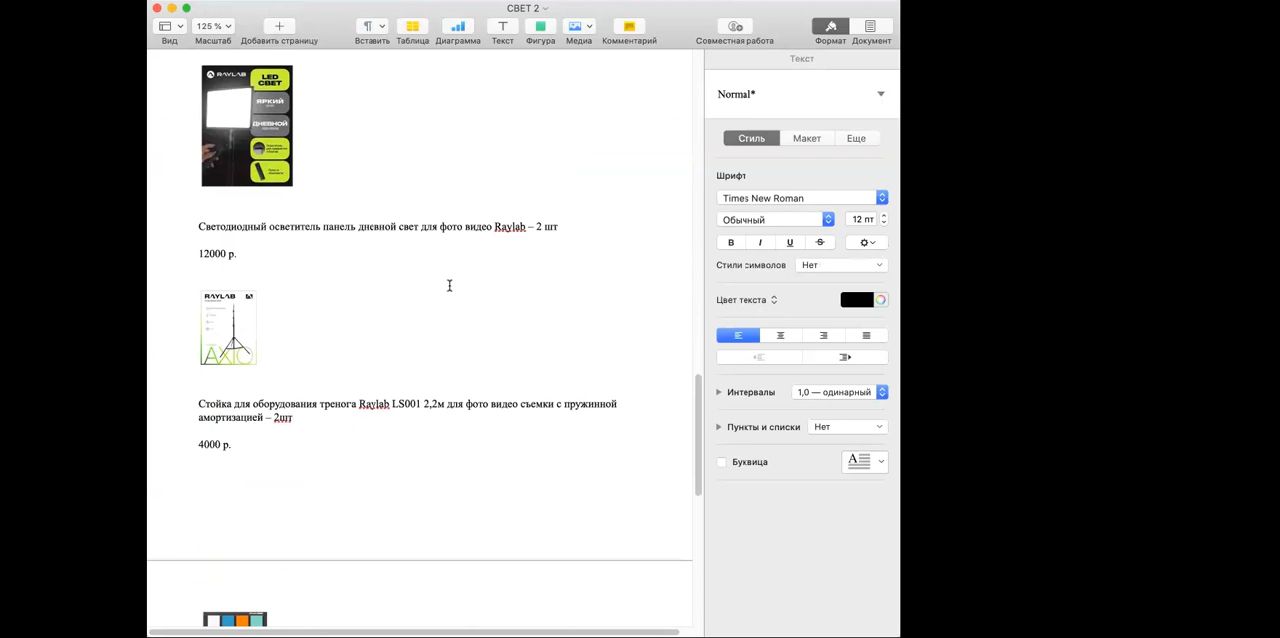 СВЕТ 2
125 %
Вид
Масштаб
Добавить страницу
Вставить
Таблица
Диаграмма
Текст
Фигура
Медиа
Комментарий
Совместная работа
Формат
Документ
Текст
Normal*
Стиль
Макет
Еще
Шрифт
Times New Roman
Обычный
12 пт
B
I
U
S
Стили символов
Нет
Цвет текста
Интервалы
1,0 — одинарный
Пункты и списки
Нет
Буквица
A
RAYLAB
LED
СВЕТ
ЯРКИЙ
ДНЕВНОЙ
Светодиодный осветитель панель дневной свет для фото видео Raylab – 2 шт
12000 р.
RAYLAB
AXIO
Стойка для оборудования тренога Raylab LS001 2,2м для фото видео съемки с пружинной
амортизацией – 2шт
4000 р.